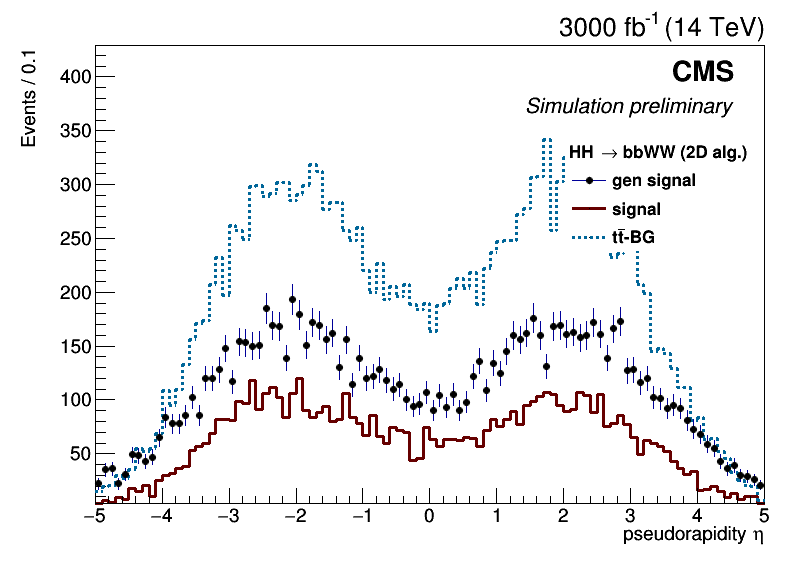 3000 fb⁻¹ (14 TeV)
CMS
Simulation preliminary
HH → bbWW (2D alg.)
gen signal
signal
tt̄-BG
Events / 0.1
400
350
300
250
200
150
100
50
−5 −4 −3 −2 −1 0 1 2 3 4 5
pseudorapidity η